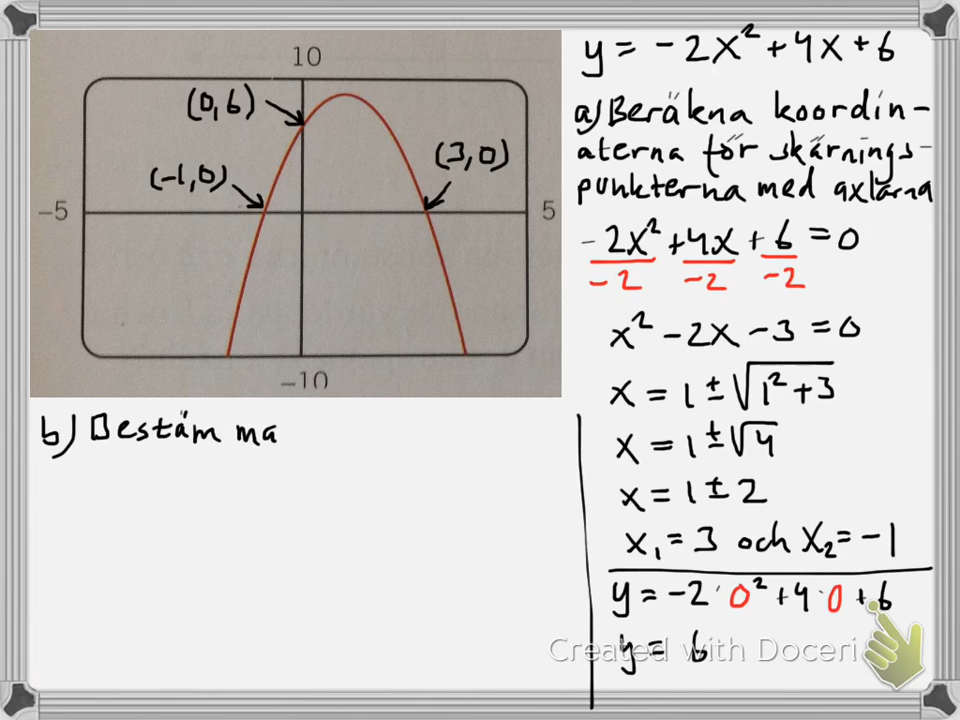 10
(0,6)
(-1,0)
(3,0)
-5
5
-10
y = -2x² + 4x + 6
a) Beräkna koordin-
aterna för skärnings-
punkterna med axlarna
-2x²/-2 + 4x/-2 + 6/-2 = 0
x² - 2x - 3 = 0
x = 1 ± √(1² + 3)
x = 1 ± √4
x = 1 ± 2
x₁ = 3 och x₂ = -1
y = -2 · 0² + 4 · 0 + 6
y = 6
b) Bestäm ma
Created with Doceri